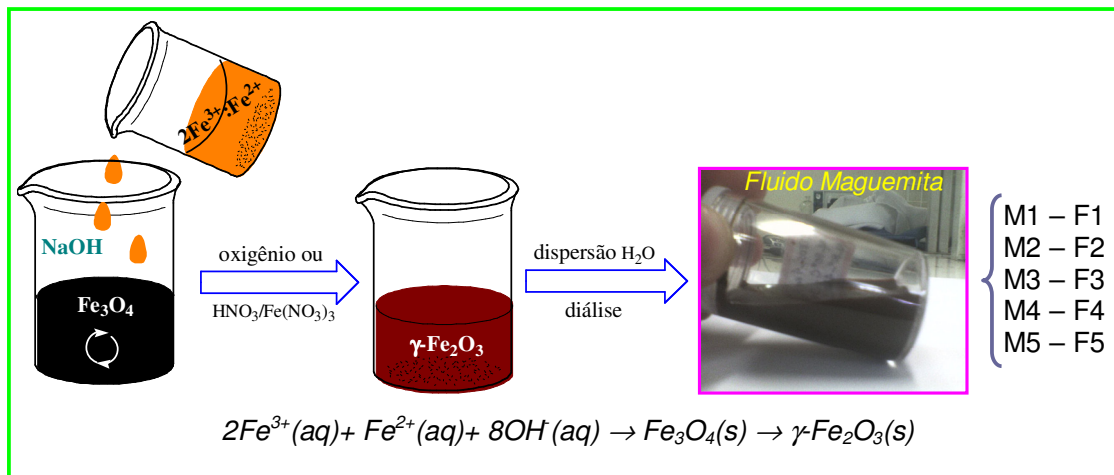 2Fe³⁺:Fe²⁺
NaOH
Fe₃O₄
oxigênio ou
HNO₃/Fe(NO₃)₃
γ-Fe₂O₃
dispersão H₂O
diálise
Fluido Maguemita
M1 – F1
M2 – F2
M3 – F3
M4 – F4
M5 – F5
2Fe³⁺(aq)+ Fe²⁺(aq)+ 8OH⁻(aq) → Fe₃O₄(s) → γ-Fe₂O₃(s)